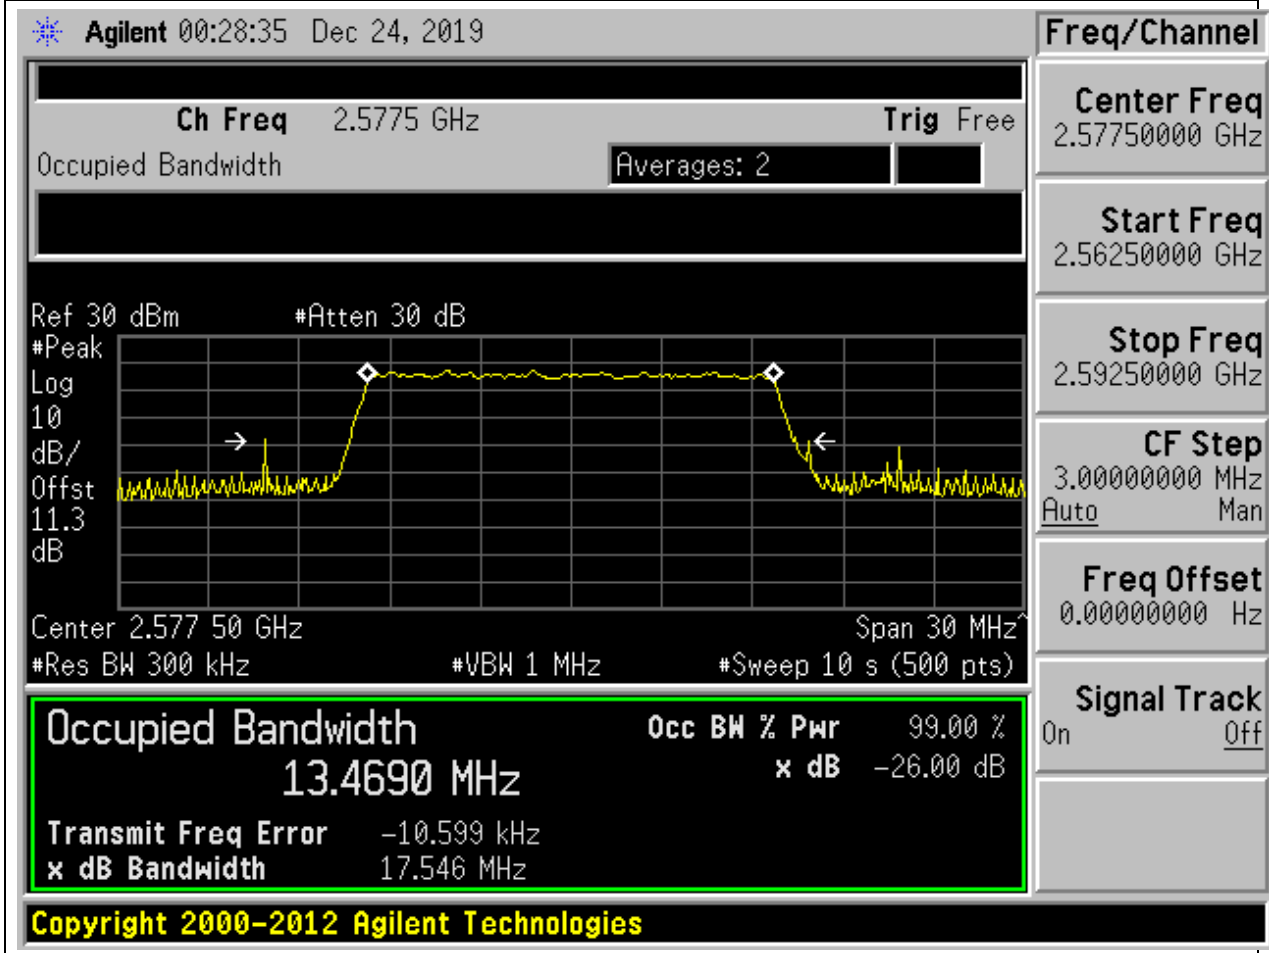 Agilent 00:28:35 Dec 24, 2019
Freq/Channel
Ch Freq 2.5775 GHz Trig Free
Occupied Bandwidth Averages: 2
Ref 30 dBm #Atten 30 dB
#Peak
Log
10
dB/
Offst
11.3
dB
Center 2.577 50 GHz Span 30 MHz^
#Res BW 300 kHz #VBW 1 MHz #Sweep 10 s (500 pts)
Occupied Bandwidth Occ BW % Pwr 99.00 %
13.4690 MHz x dB -26.00 dB
Transmit Freq Error -10.599 kHz
x dB Bandwidth 17.546 MHz
Center Freq
2.57750000 GHz
Start Freq
2.56250000 GHz
Stop Freq
2.59250000 GHz
CF Step
3.00000000 MHz
Auto Man
Freq Offset
0.00000000 Hz
Signal Track
On Off
Copyright 2000-2012 Agilent Technologies